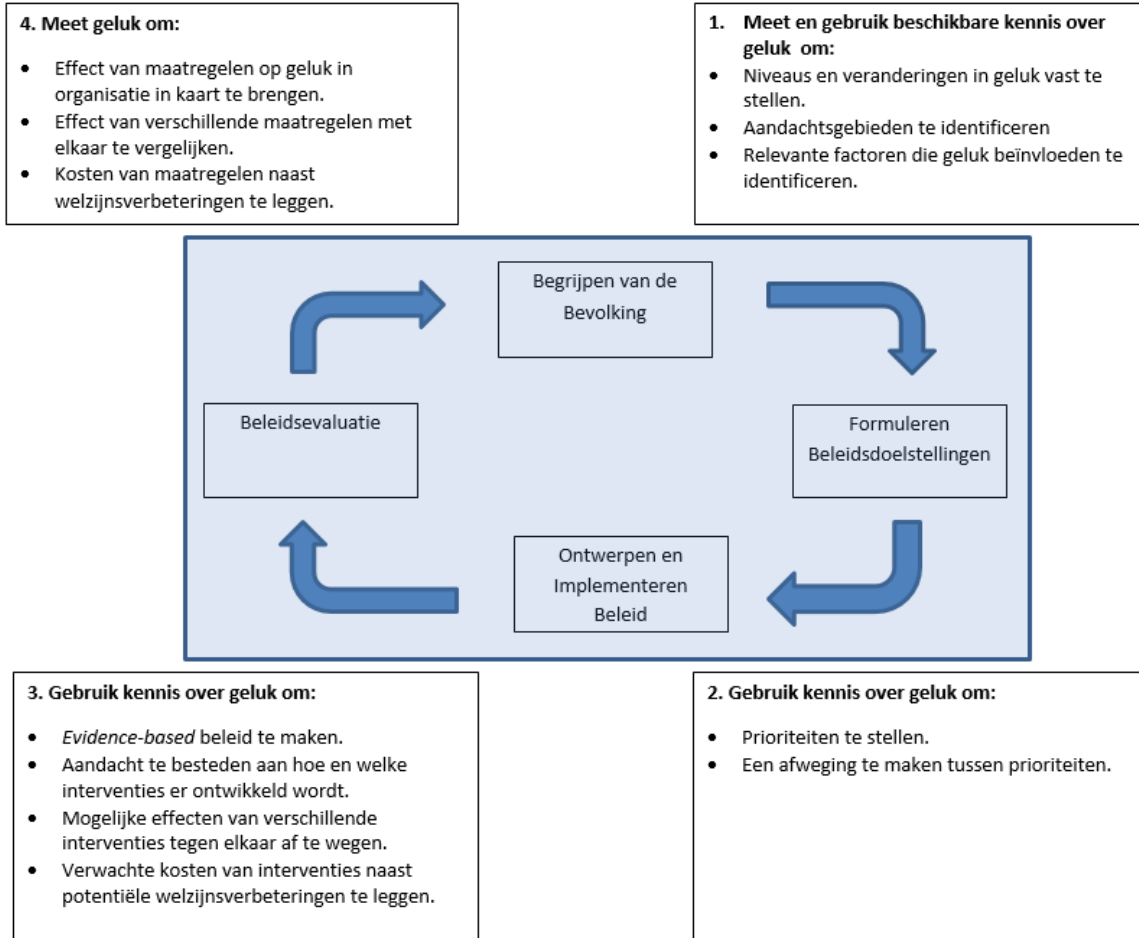 4. Meet geluk om:
• Effect van maatregelen op geluk in
organisatie in kaart te brengen.
• Effect van verschillende maatregelen met
elkaar te vergelijken.
• Kosten van maatregelen naast
welzijnsverbeteringen te leggen.
1. Meet en gebruik beschikbare kennis over
geluk om:
• Niveaus en veranderingen in geluk vast te
stellen.
• Aandachtsgebieden te identificeren
• Relevante factoren die geluk beïnvloeden te
identificeren.
Begrijpen van de
Bevolking
Beleidsevaluatie
Formuleren
Beleidsdoelstellingen
Ontwerpen en
Implementeren
Beleid
3. Gebruik kennis over geluk om:
• Evidence-based beleid te maken.
• Aandacht te besteden aan hoe en welke
interventies er ontwikkeld wordt.
• Mogelijke effecten van verschillende
interventies tegen elkaar af te wegen.
• Verwachte kosten van interventies naast
potentiële welzijnsverbeteringen te leggen.
2. Gebruik kennis over geluk om:
• Prioriteiten te stellen.
• Een afweging te maken tussen prioriteiten.